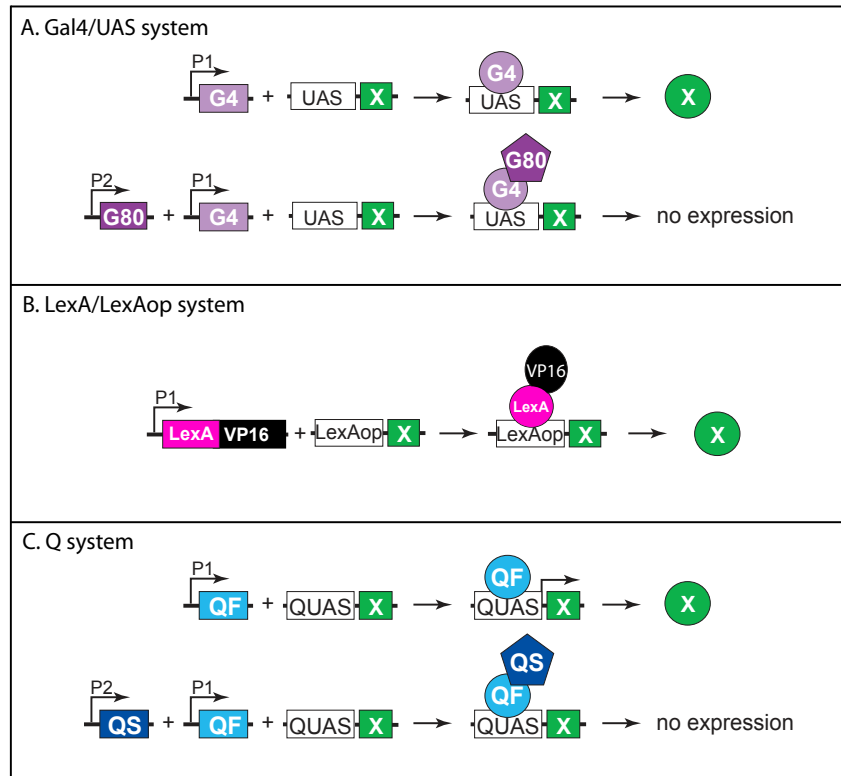 A. Gal4/UAS system
P1
G4 + UAS X G4 UAS X X
P2 P1
G80 + G4 + UAS X G80 G4 UAS X no expression
B. LexA/LexAop system
P1
LexA VP16 + LexAop X VP16 LexA LexAop X X
C. Q system
P1
QF + QUAS X QF QUAS X X
P2 P1
QS + QF + QUAS X QS QF QUAS X no expression